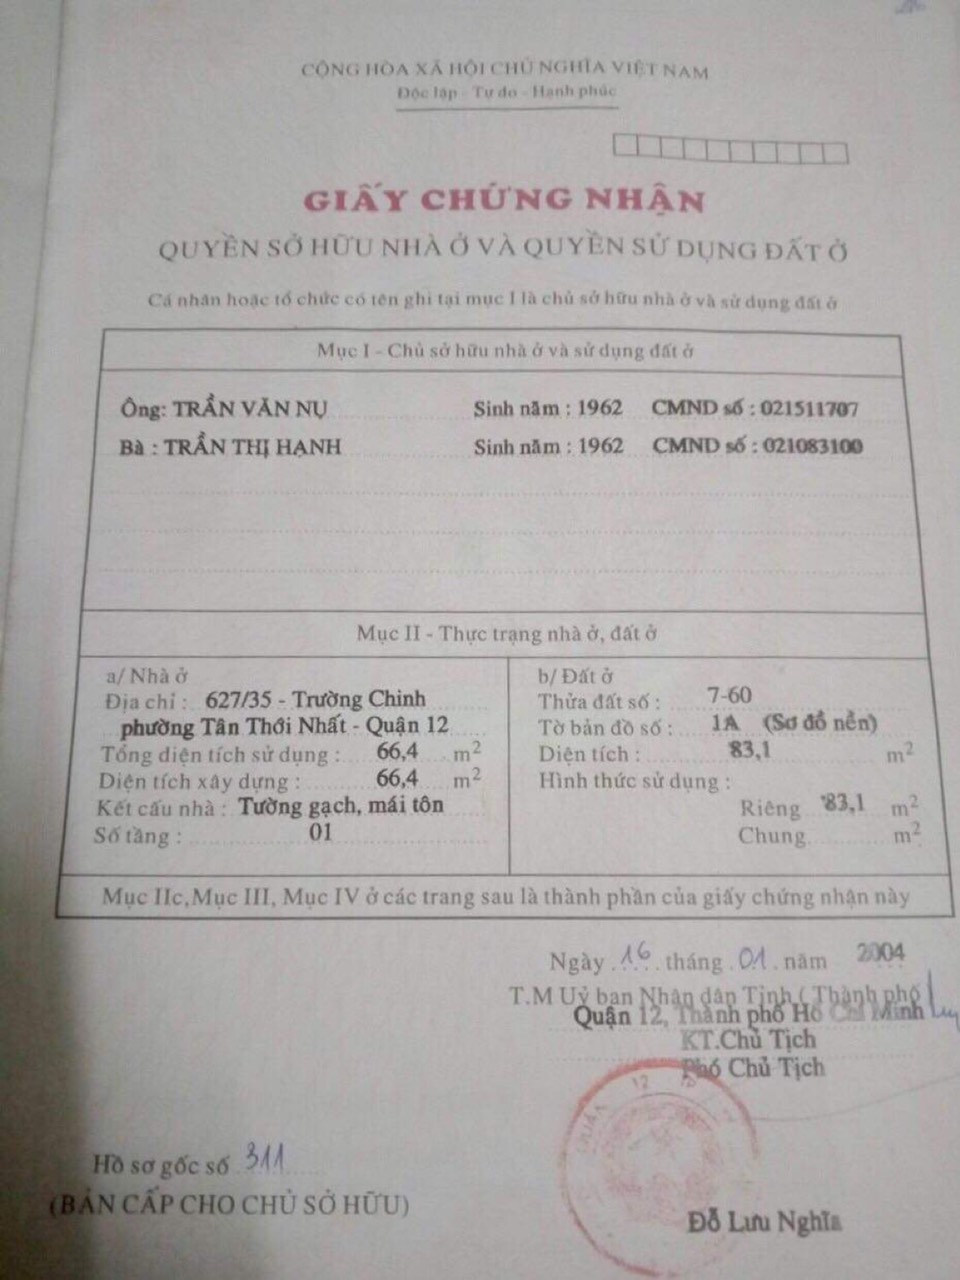 CỘNG HÒA XÃ HỘI CHỦ NGHĨA VIỆT NAM
Độc lập - Tự do - Hạnh phúc
GIẤY CHỨNG NHẬN
QUYỀN SỞ HỮU NHÀ Ở VÀ QUYỀN SỬ DỤNG ĐẤT Ở
Cá nhân hoặc tổ chức có tên ghi tại mục I là chủ sở hữu nhà ở và sử dụng đất ở
Mục I - Chủ sở hữu nhà ở và sử dụng đất ở
Ông: TRẦN VĂN NỤ Sinh năm : 1962 CMND số : 021511707
Bà : TRẦN THỊ HẠNH Sinh năm : 1962 CMND số : 021083100
Mục II - Thực trạng nhà ở, đất ở
a/ Nhà ở
Địa chỉ : 627/35 - Trường Chinh
phường Tân Thới Nhất - Quận 12
Tổng diện tích sử dụng : 66,4 m²
Diện tích xây dựng : 66,4 m²
Kết cấu nhà : Tường gạch, mái tôn
Số tầng : 01
b/ Đất ở
Thửa đất số : 7-60
Tờ bản đồ số : 1A (Sơ đồ nền)
Diện tích : 83,1 m²
Hình thức sử dụng :
Riêng 83,1 m²
Chung m²
Mục IIc, Mục III, Mục IV ở các trang sau là thành phần của giấy chứng nhận này
Ngày 16 tháng 01 năm 2004
T.M Uỷ ban Nhân dân Tỉnh ( Thành phố
Quận 12, Thành phố Hồ Chí Minh
KT.Chủ Tịch
Phó Chủ Tịch
Hồ sơ gốc số 311
(BẢN CẤP CHO CHỦ SỞ HỮU)
QUẬN 12
Đỗ Lưu Nghĩa